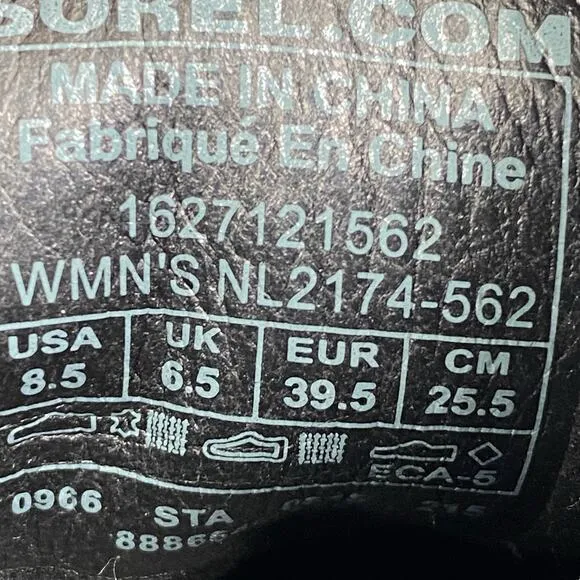 SOREL.COM
MADE IN CHINA
Fabriqué En Chine
1627121562
WMN'S NL2174-562
USA UK EUR CM
8.5 6.5 39.5 25.5
ECA-5
0966 STA